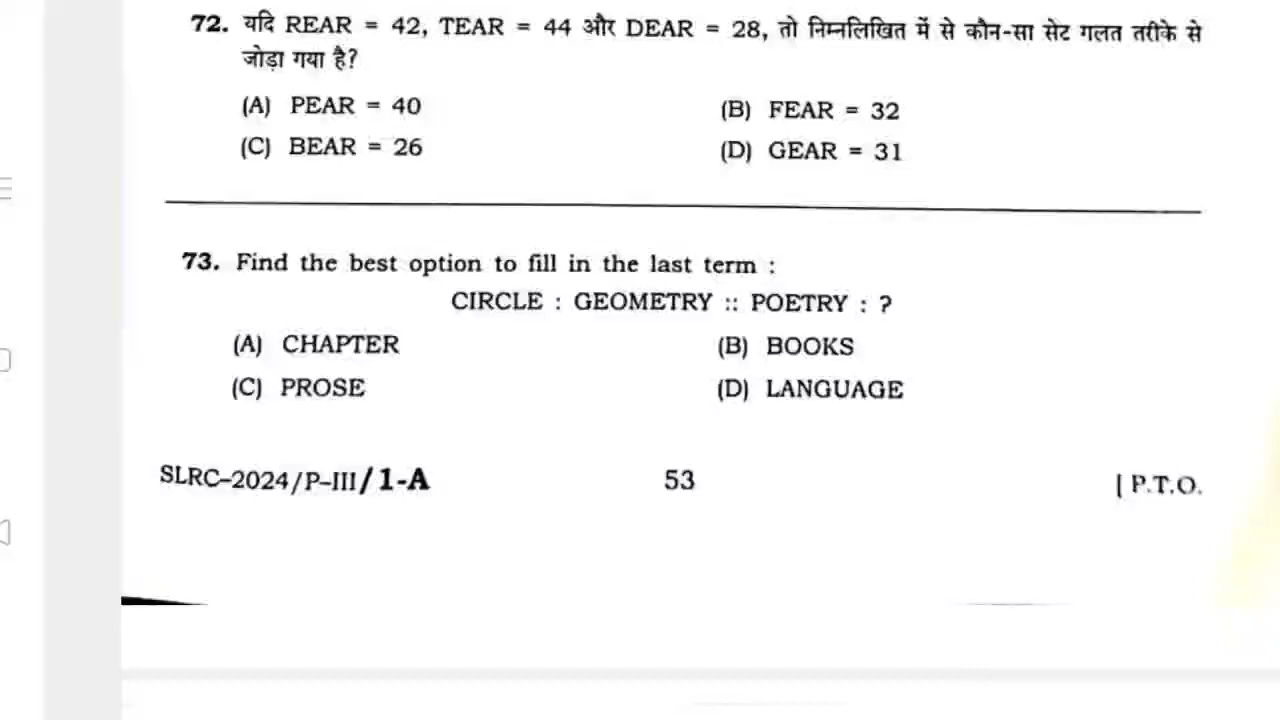 72. यदि REAR = 42, TEAR = 44 और DEAR = 28, तो निम्नलिखित में से कौन-सा सेट गलत तरीके से
जोड़ा गया है?
(A) PEAR = 40 (B) FEAR = 32
(C) BEAR = 26 (D) GEAR = 31
73. Find the best option to fill in the last term :
CIRCLE : GEOMETRY :: POETRY : ?
(A) CHAPTER (B) BOOKS
(C) PROSE (D) LANGUAGE
SLRC–2024/P–III/1-A 53 [ P.T.O.